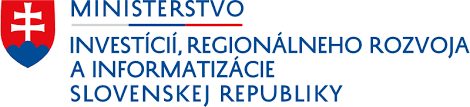 MINISTERSTVO
INVESTÍCIÍ, REGIONÁLNEHO ROZVOJA
A INFORMATIZÁCIE
SLOVENSKEJ REPUBLIKY